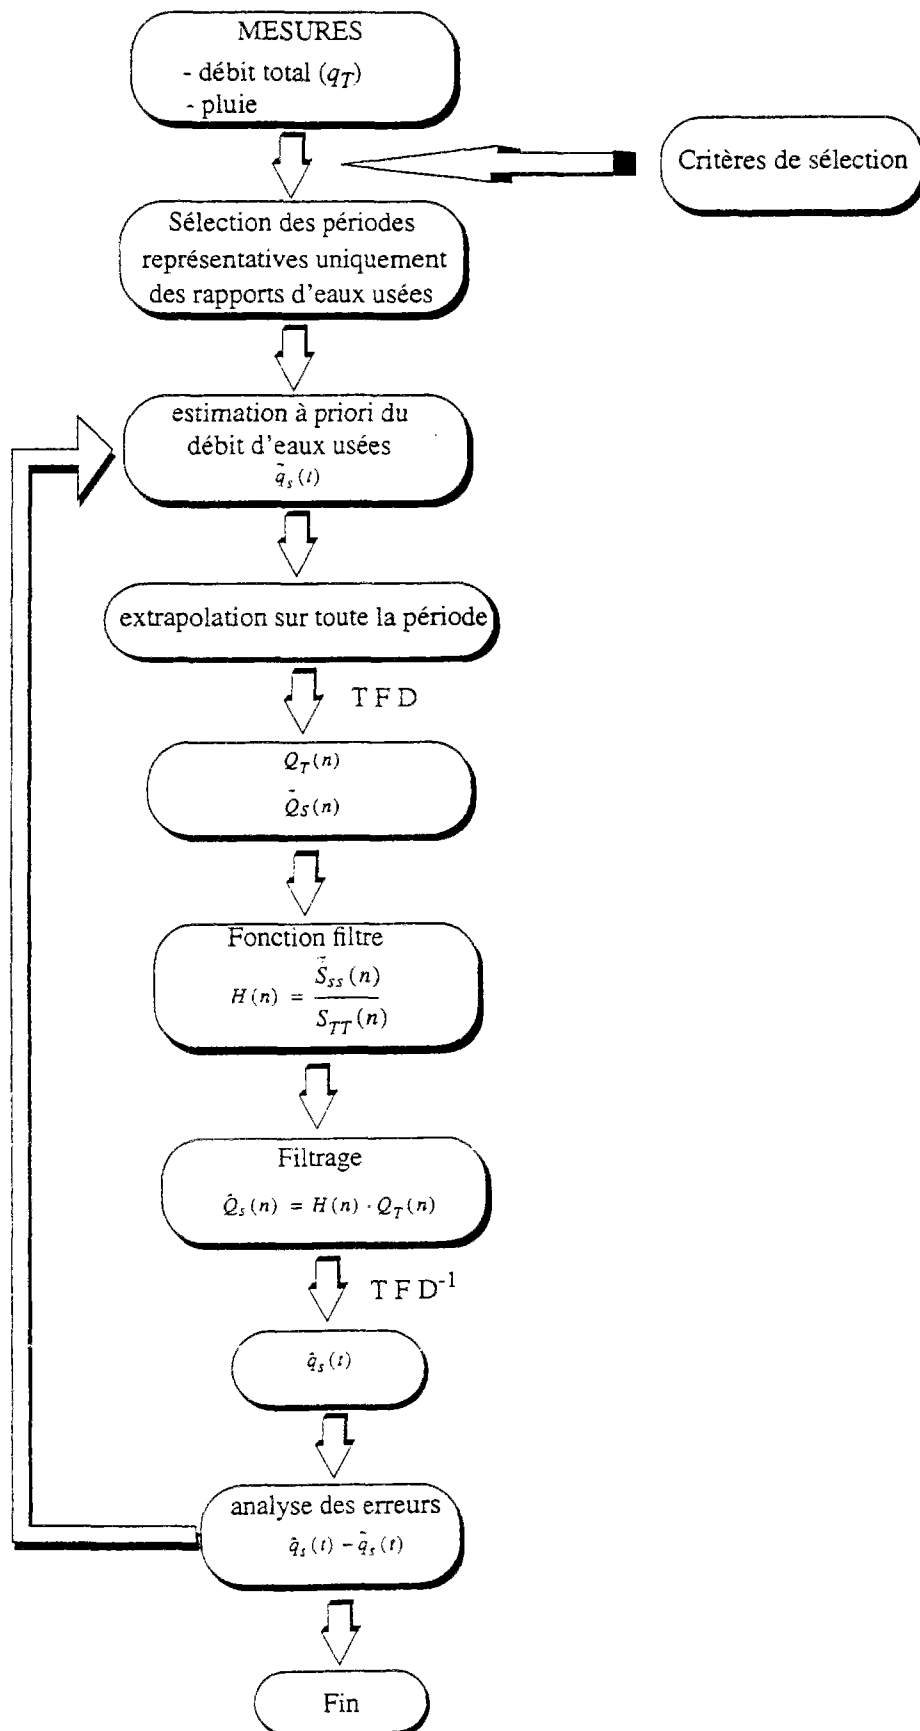 MESURES
- débit total (q_T)
- pluie
Critères de sélection
Sélection des périodes
représentatives uniquement
des rapports d'eaux usées
estimation à priori du
débit d'eaux usées
q̃_s(t)
extrapolation sur toute la période
T F D
Q_T(n)
Q̃_S(n)
Fonction filtre
H(n) = S̃_ss(n) / S_TT(n)
Filtrage
Q̂_s(n) = H(n) · Q_T(n)
T F D^-1
q̂_s(t)
analyse des erreurs
q̂_s(t) – q̃_s(t)
Fin